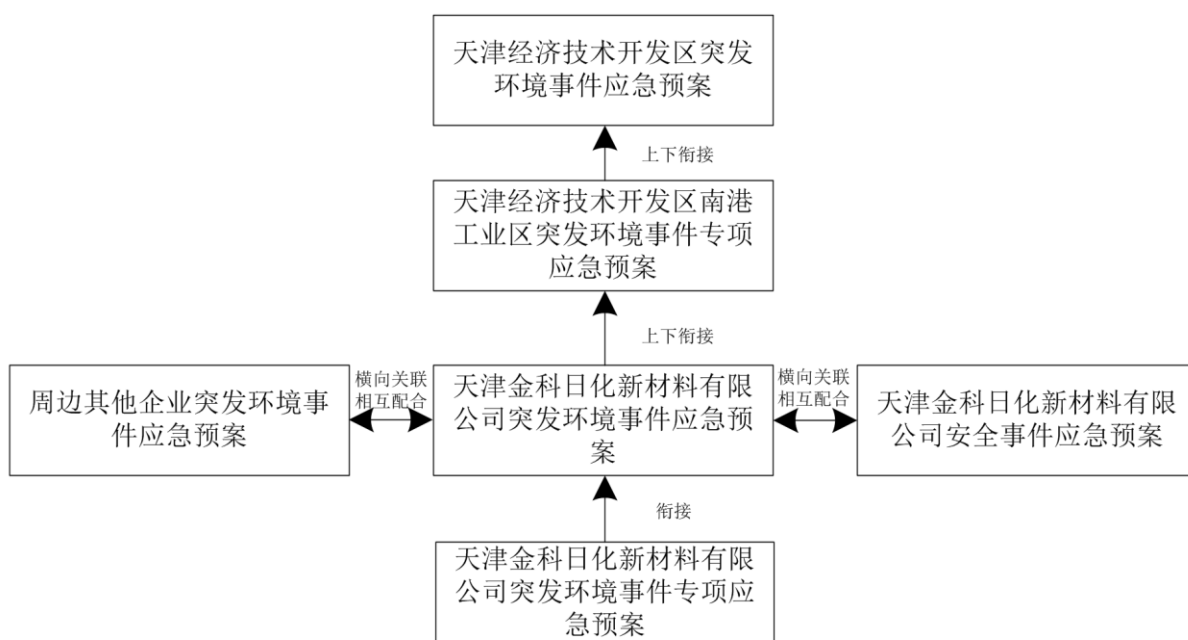 天津经济技术开发区突发
环境事件应急预案
上下衔接
天津经济技术开发区南港
工业区突发环境事件专项
应急预案
上下衔接
周边其他企业突发环境事
件应急预案
横向关联
相互配合
天津金科日化新材料有限
公司突发环境事件应急预
案
横向关联
相互配合
天津金科日化新材料有限
公司安全事件应急预案
衔接
天津金科日化新材料有限
公司突发环境事件专项应
急预案